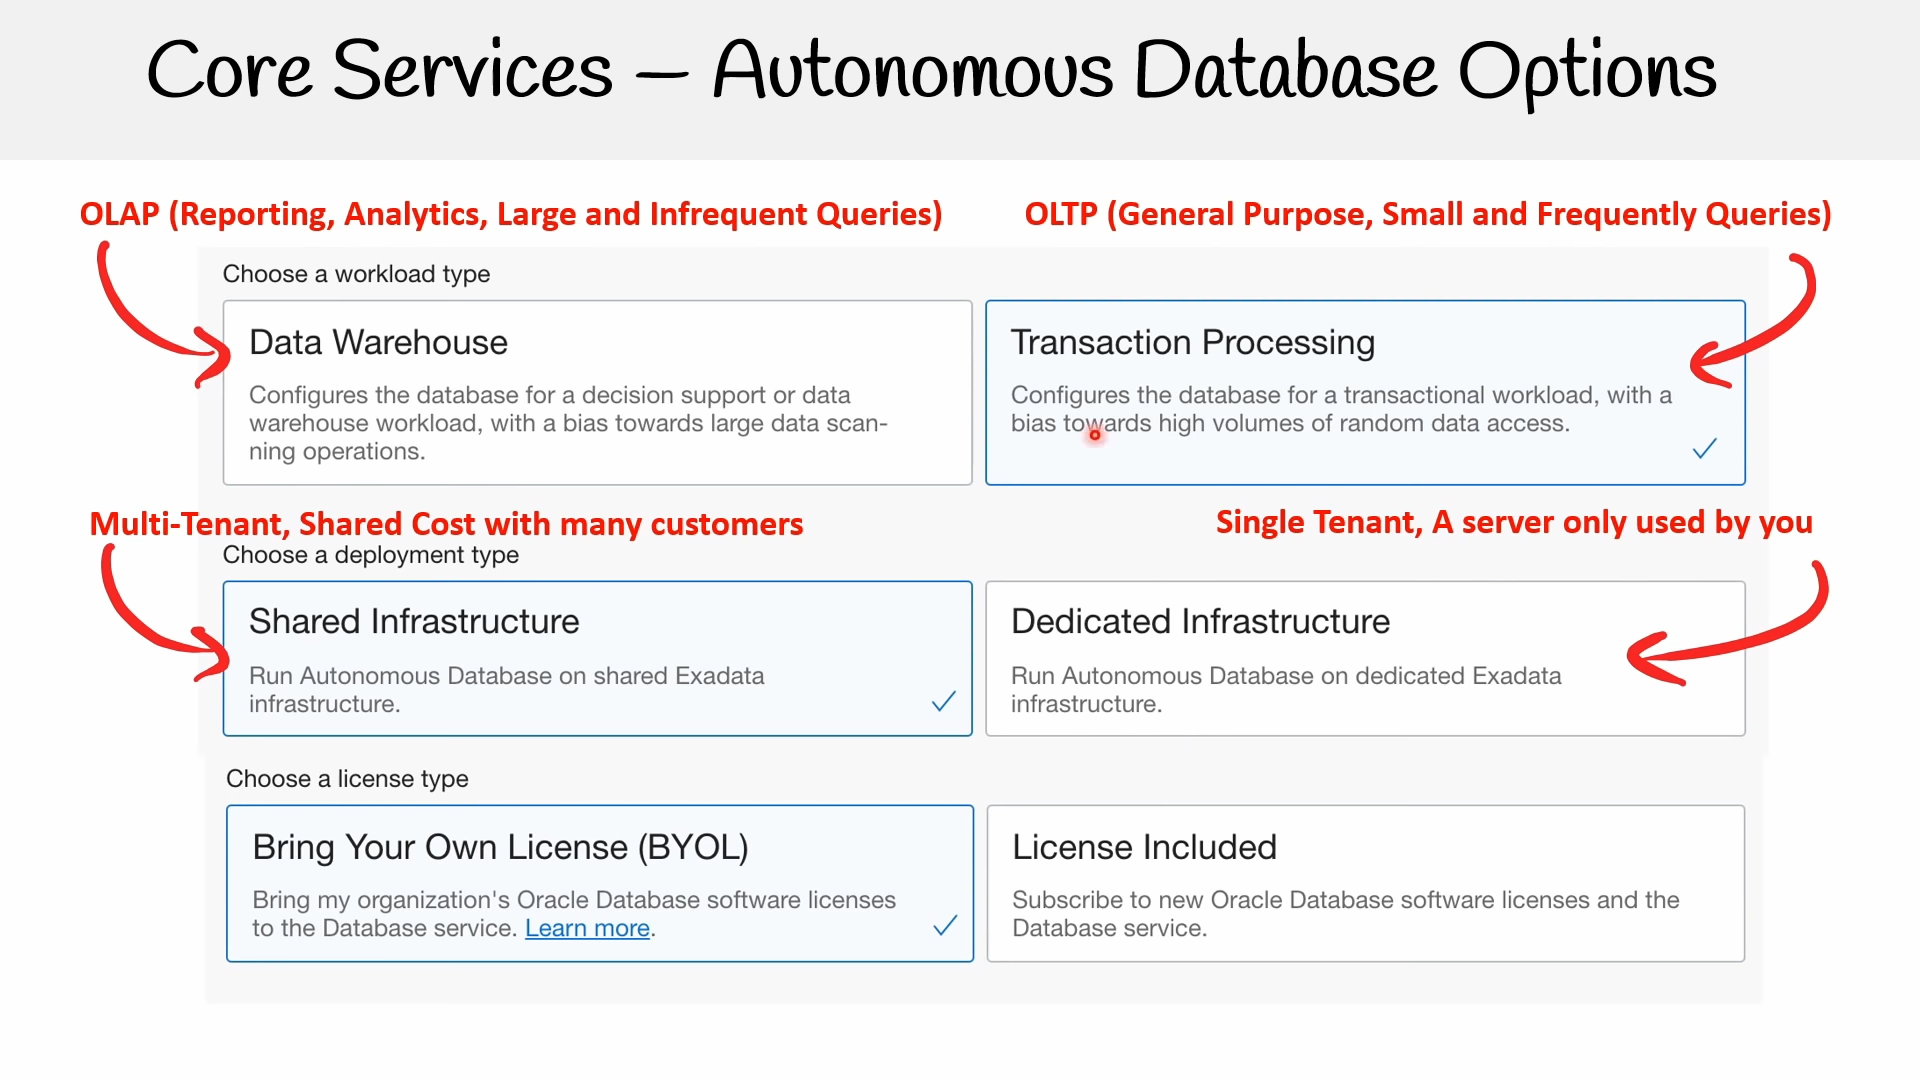 Core Services – Autonomous Database Options
OLAP (Reporting, Analytics, Large and Infrequent Queries)
OLTP (General Purpose, Small and Frequently Queries)
Choose a workload type
Data Warehouse
Configures the database for a decision support or data
warehouse workload, with a bias towards large data scan-
ning operations.
Transaction Processing
Configures the database for a transactional workload, with a
bias towards high volumes of random data access.
Multi-Tenant, Shared Cost with many customers
Single Tenant, A server only used by you
Choose a deployment type
Shared Infrastructure
Run Autonomous Database on shared Exadata
infrastructure.
Dedicated Infrastructure
Run Autonomous Database on dedicated Exadata
infrastructure.
Choose a license type
Bring Your Own License (BYOL)
Bring my organization's Oracle Database software licenses
to the Database service. Learn more.
License Included
Subscribe to new Oracle Database software licenses and the
Database service.